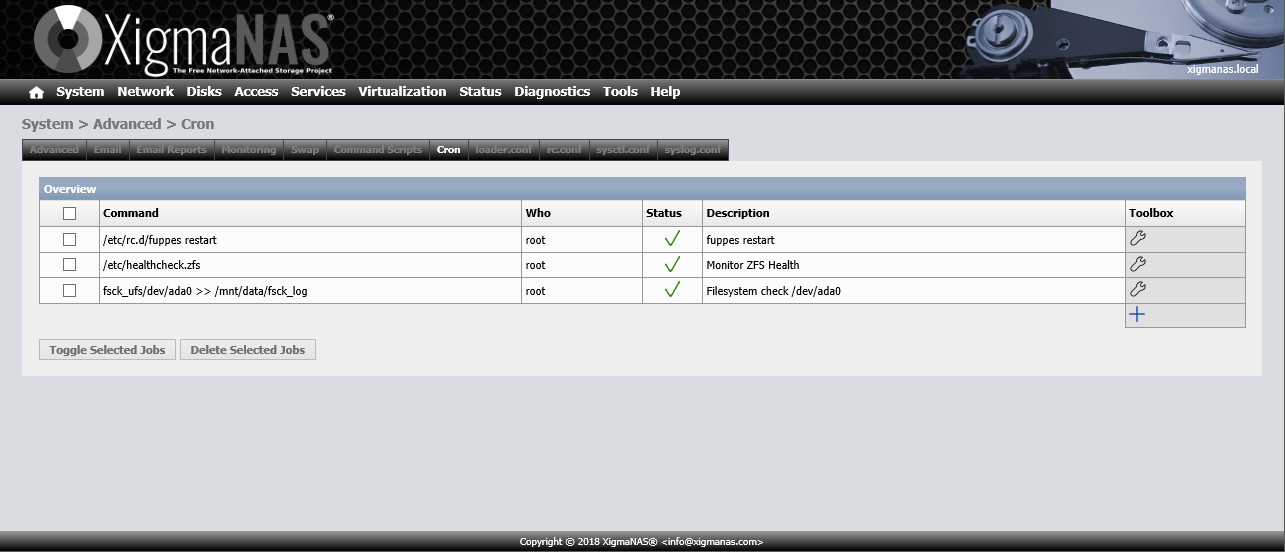 XigmaNAS®
The Free Network-Attached Storage Project
xigmanas.local
System Network Disks Access Services Virtualization Status Diagnostics Tools Help
System > Advanced > Cron
Advanced Email Email Reports Monitoring Swap Command Scripts Cron loader.conf rc.conf sysctl.conf syslog.conf
Overview
Command Who Status Description Toolbox
/etc/rc.d/fuppes restart root fuppes restart
/etc/healthcheck.zfs root Monitor ZFS Health
fsck_ufs/dev/ada0 >> /mnt/data/fsck_log root Filesystem check /dev/ada0
Toggle Selected Jobs Delete Selected Jobs
Copyright © 2018 XigmaNAS® <info@xigmanas.com>